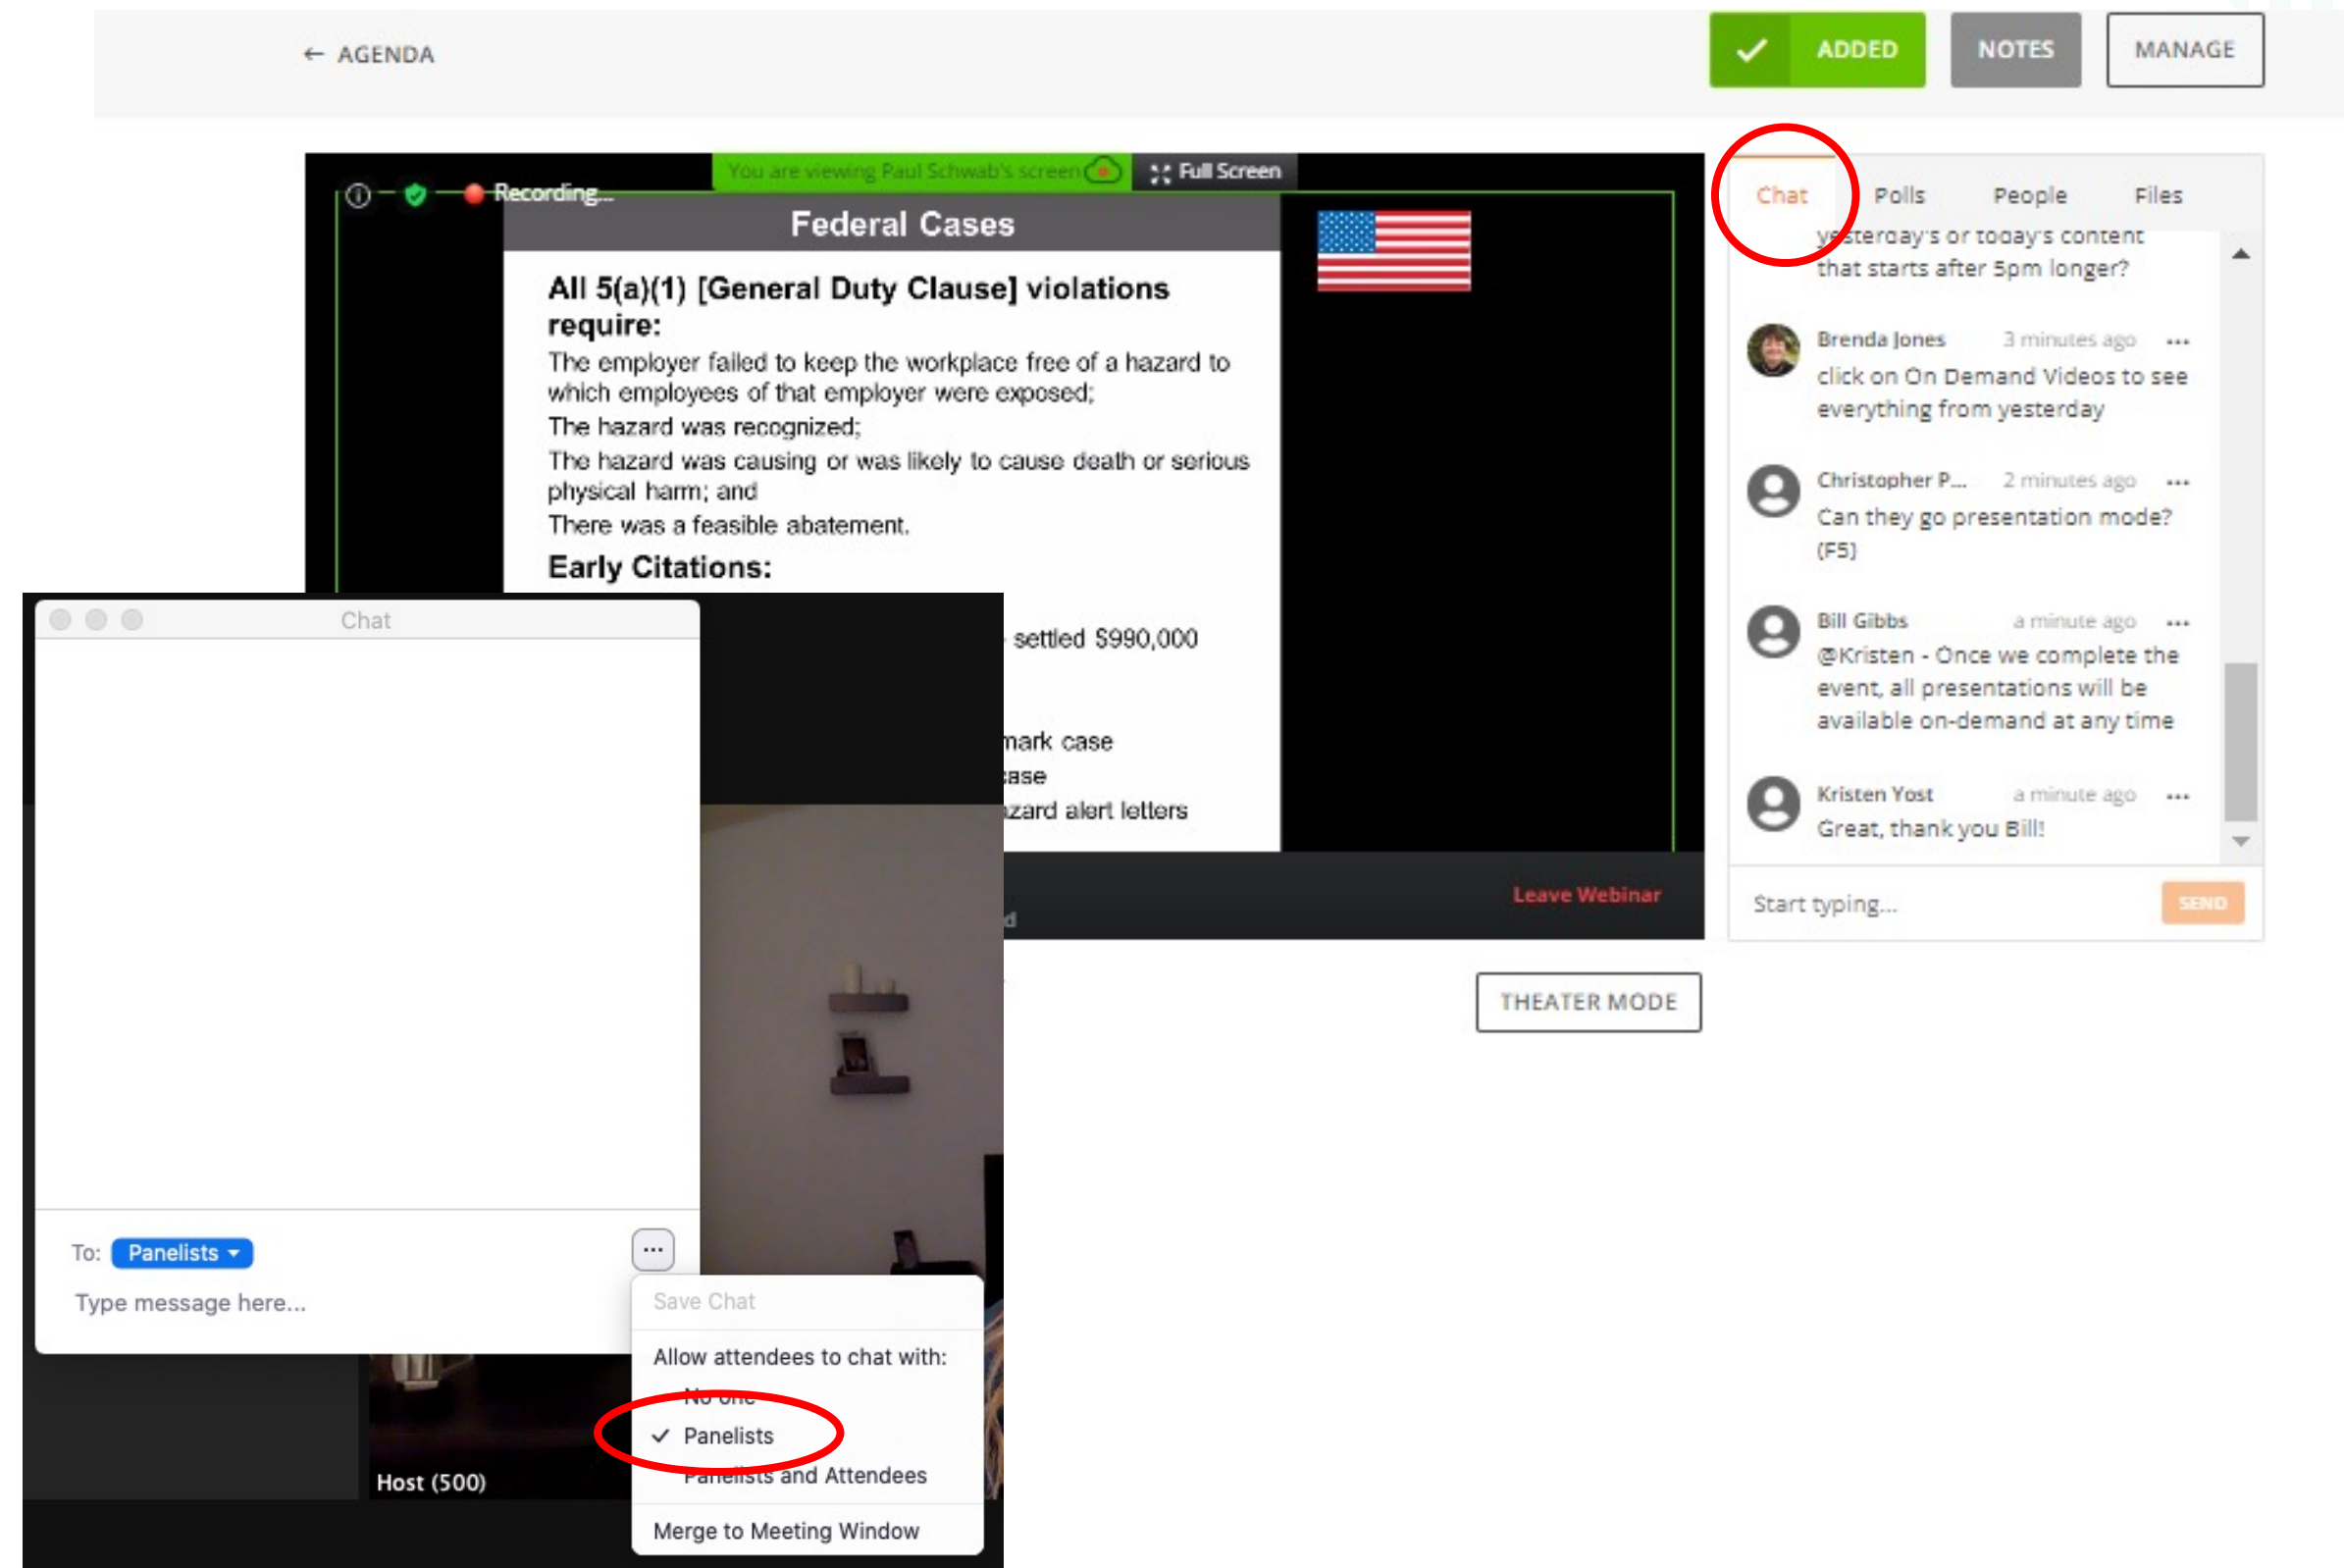 ← AGENDA
ADDED
NOTES
MANAGE
You are viewing Paul Schwab's screen
Full Screen
Recording...
Federal Cases
All 5(a)(1) [General Duty Clause] violations
require:
The employer failed to keep the workplace free of a hazard to
which employees of that employer were exposed;
The hazard was recognized;
The hazard was causing or was likely to cause death or serious
physical harm; and
There was a feasible abatement.
Early Citations:
settled $990,000
mark case
case
zard alert letters
Leave Webinar
THEATER MODE
Chat Polls People Files
yesterday's or today's content
that starts after 5pm longer?
Brenda Jones 3 minutes ago ...
click on On Demand Videos to see
everything from yesterday
Christopher P... 2 minutes ago ...
Can they go presentation mode?
(F5)
Bill Gibbs a minute ago ...
@Kristen - Once we complete the
event, all presentations will be
available on-demand at any time
Kristen Yost a minute ago ...
Great, thank you Bill!
Start typing...
SEND
Chat
To: Panelists
...
Type message here...
Save Chat
Allow attendees to chat with:
No one
✓ Panelists
Panelists and Attendees
Merge to Meeting Window
Host (500)